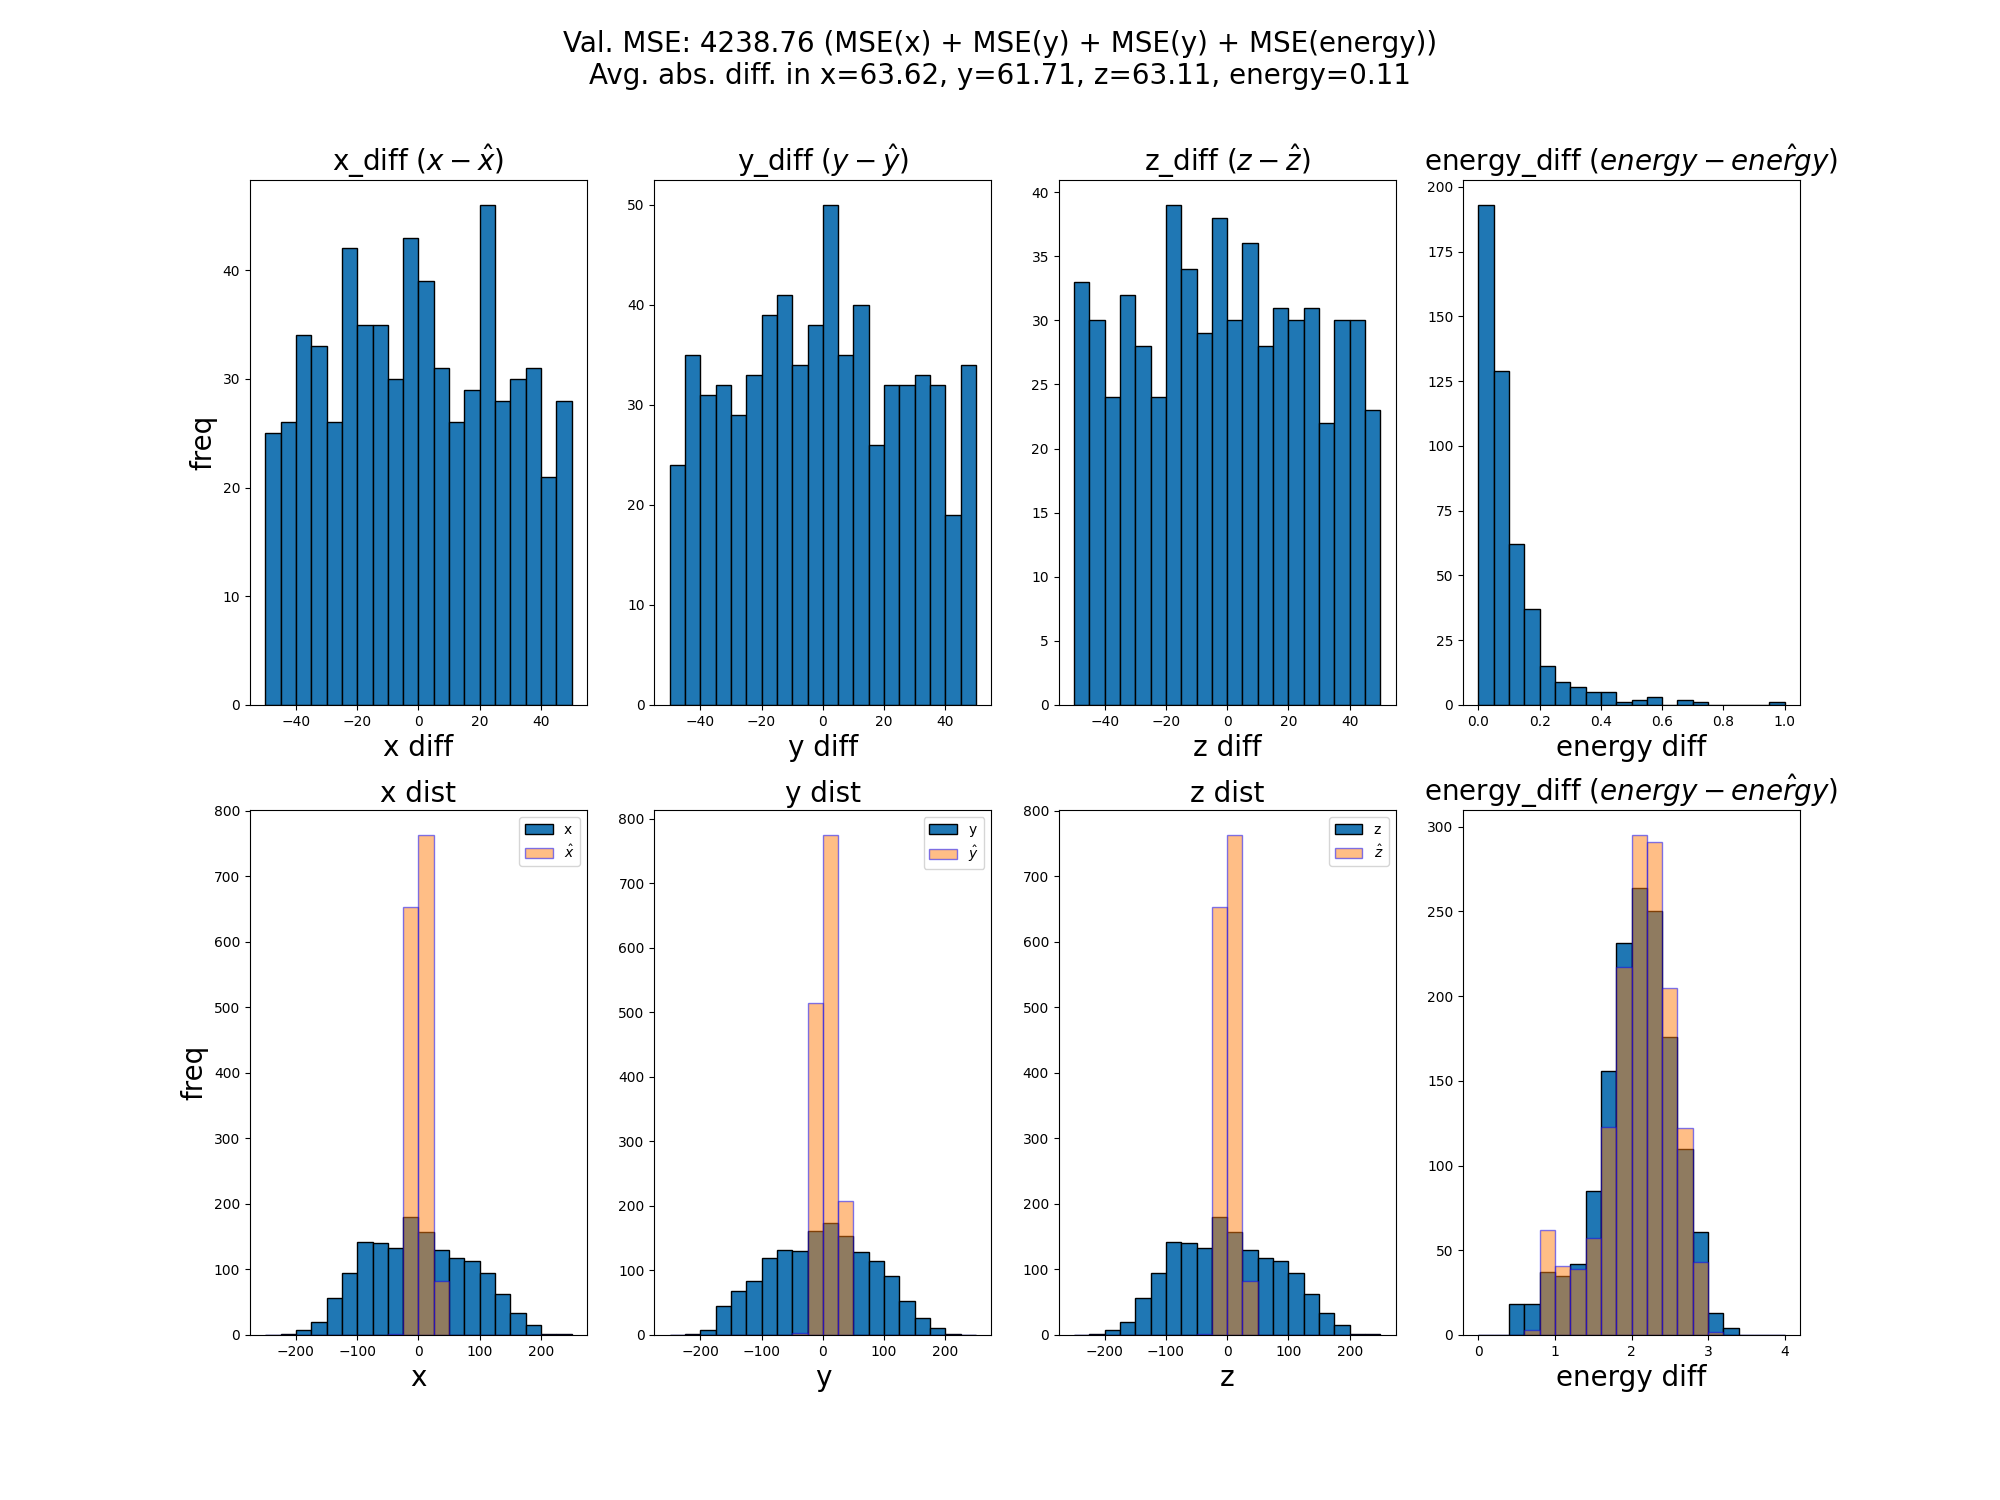 Val. MSE: 4238.76 (MSE(x) + MSE(y) + MSE(y) + MSE(energy))
Avg. abs. diff. in x=63.62, y=61.71, z=63.11, energy=0.11
x_diff (x − x̂)
y_diff (y − ŷ)
z_diff (z − ẑ)
energy_diff (energy − enerĝy)
freq
40
30
20
10
0
−40 −20 0 20 40
x diff
50
40
30
20
10
0
−40 −20 0 20 40
y diff
40
35
30
25
20
15
10
5
0
−40 −20 0 20 40
z diff
200
175
150
125
100
75
50
25
0
0.0 0.2 0.4 0.6 0.8 1.0
energy diff
x dist
y dist
z dist
energy_diff (energy − enerĝy)
freq
800
700
600
500
400
300
200
100
0
x
x̂
−200 −100 0 100 200
x
800
700
600
500
400
300
200
100
0
y
ŷ
−200 −100 0 100 200
y
800
700
600
500
400
300
200
100
0
z
ẑ
−200 −100 0 100 200
z
300
250
200
150
100
50
0
0 1 2 3 4
energy diff